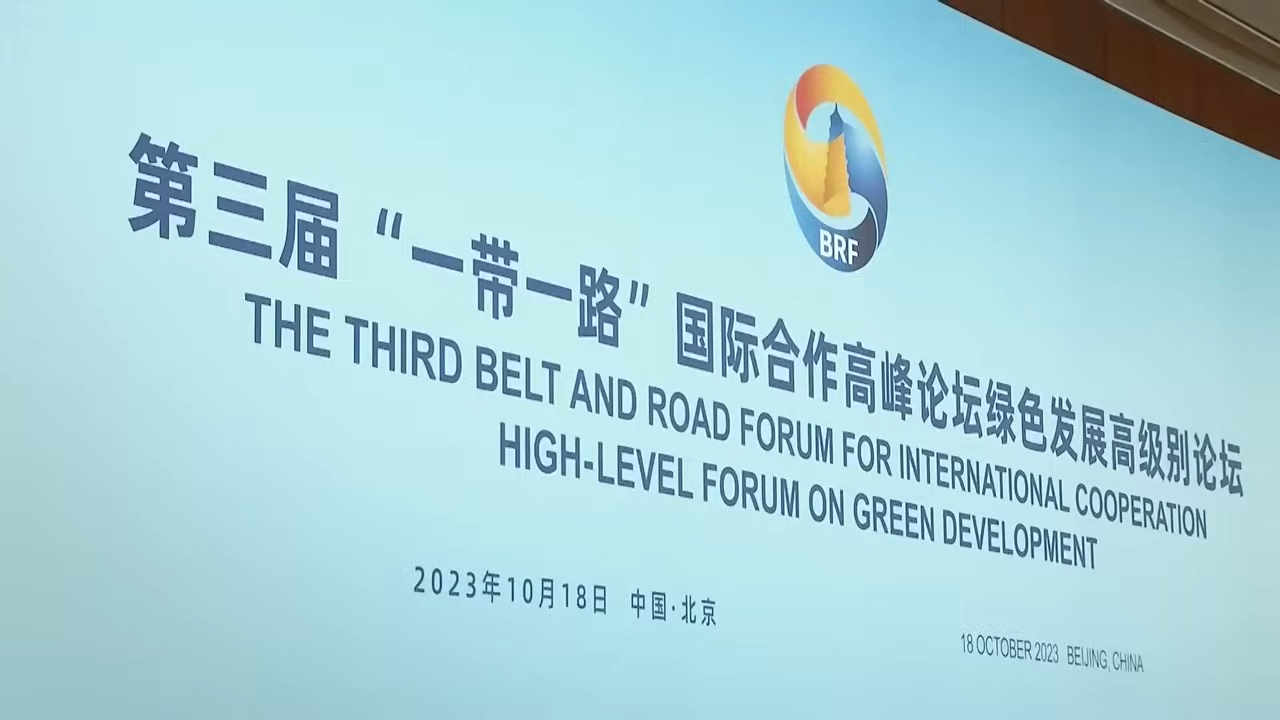 BRF
第三届“一带一路”国际合作高峰论坛绿色发展高级别论坛
THE THIRD BELT AND ROAD FORUM FOR INTERNATIONAL COOPERATION
HIGH-LEVEL FORUM ON GREEN DEVELOPMENT
2023年10月18日 中国·北京
18 OCTOBER 2023 BEIJING, CHINA